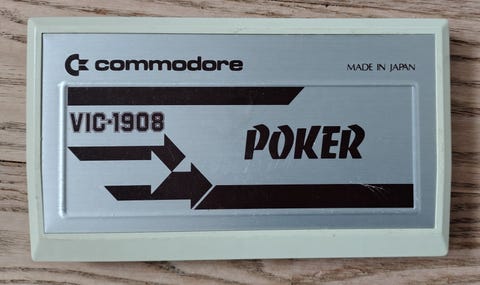 commodore
MADE IN JAPAN
VIC-1908
POKER